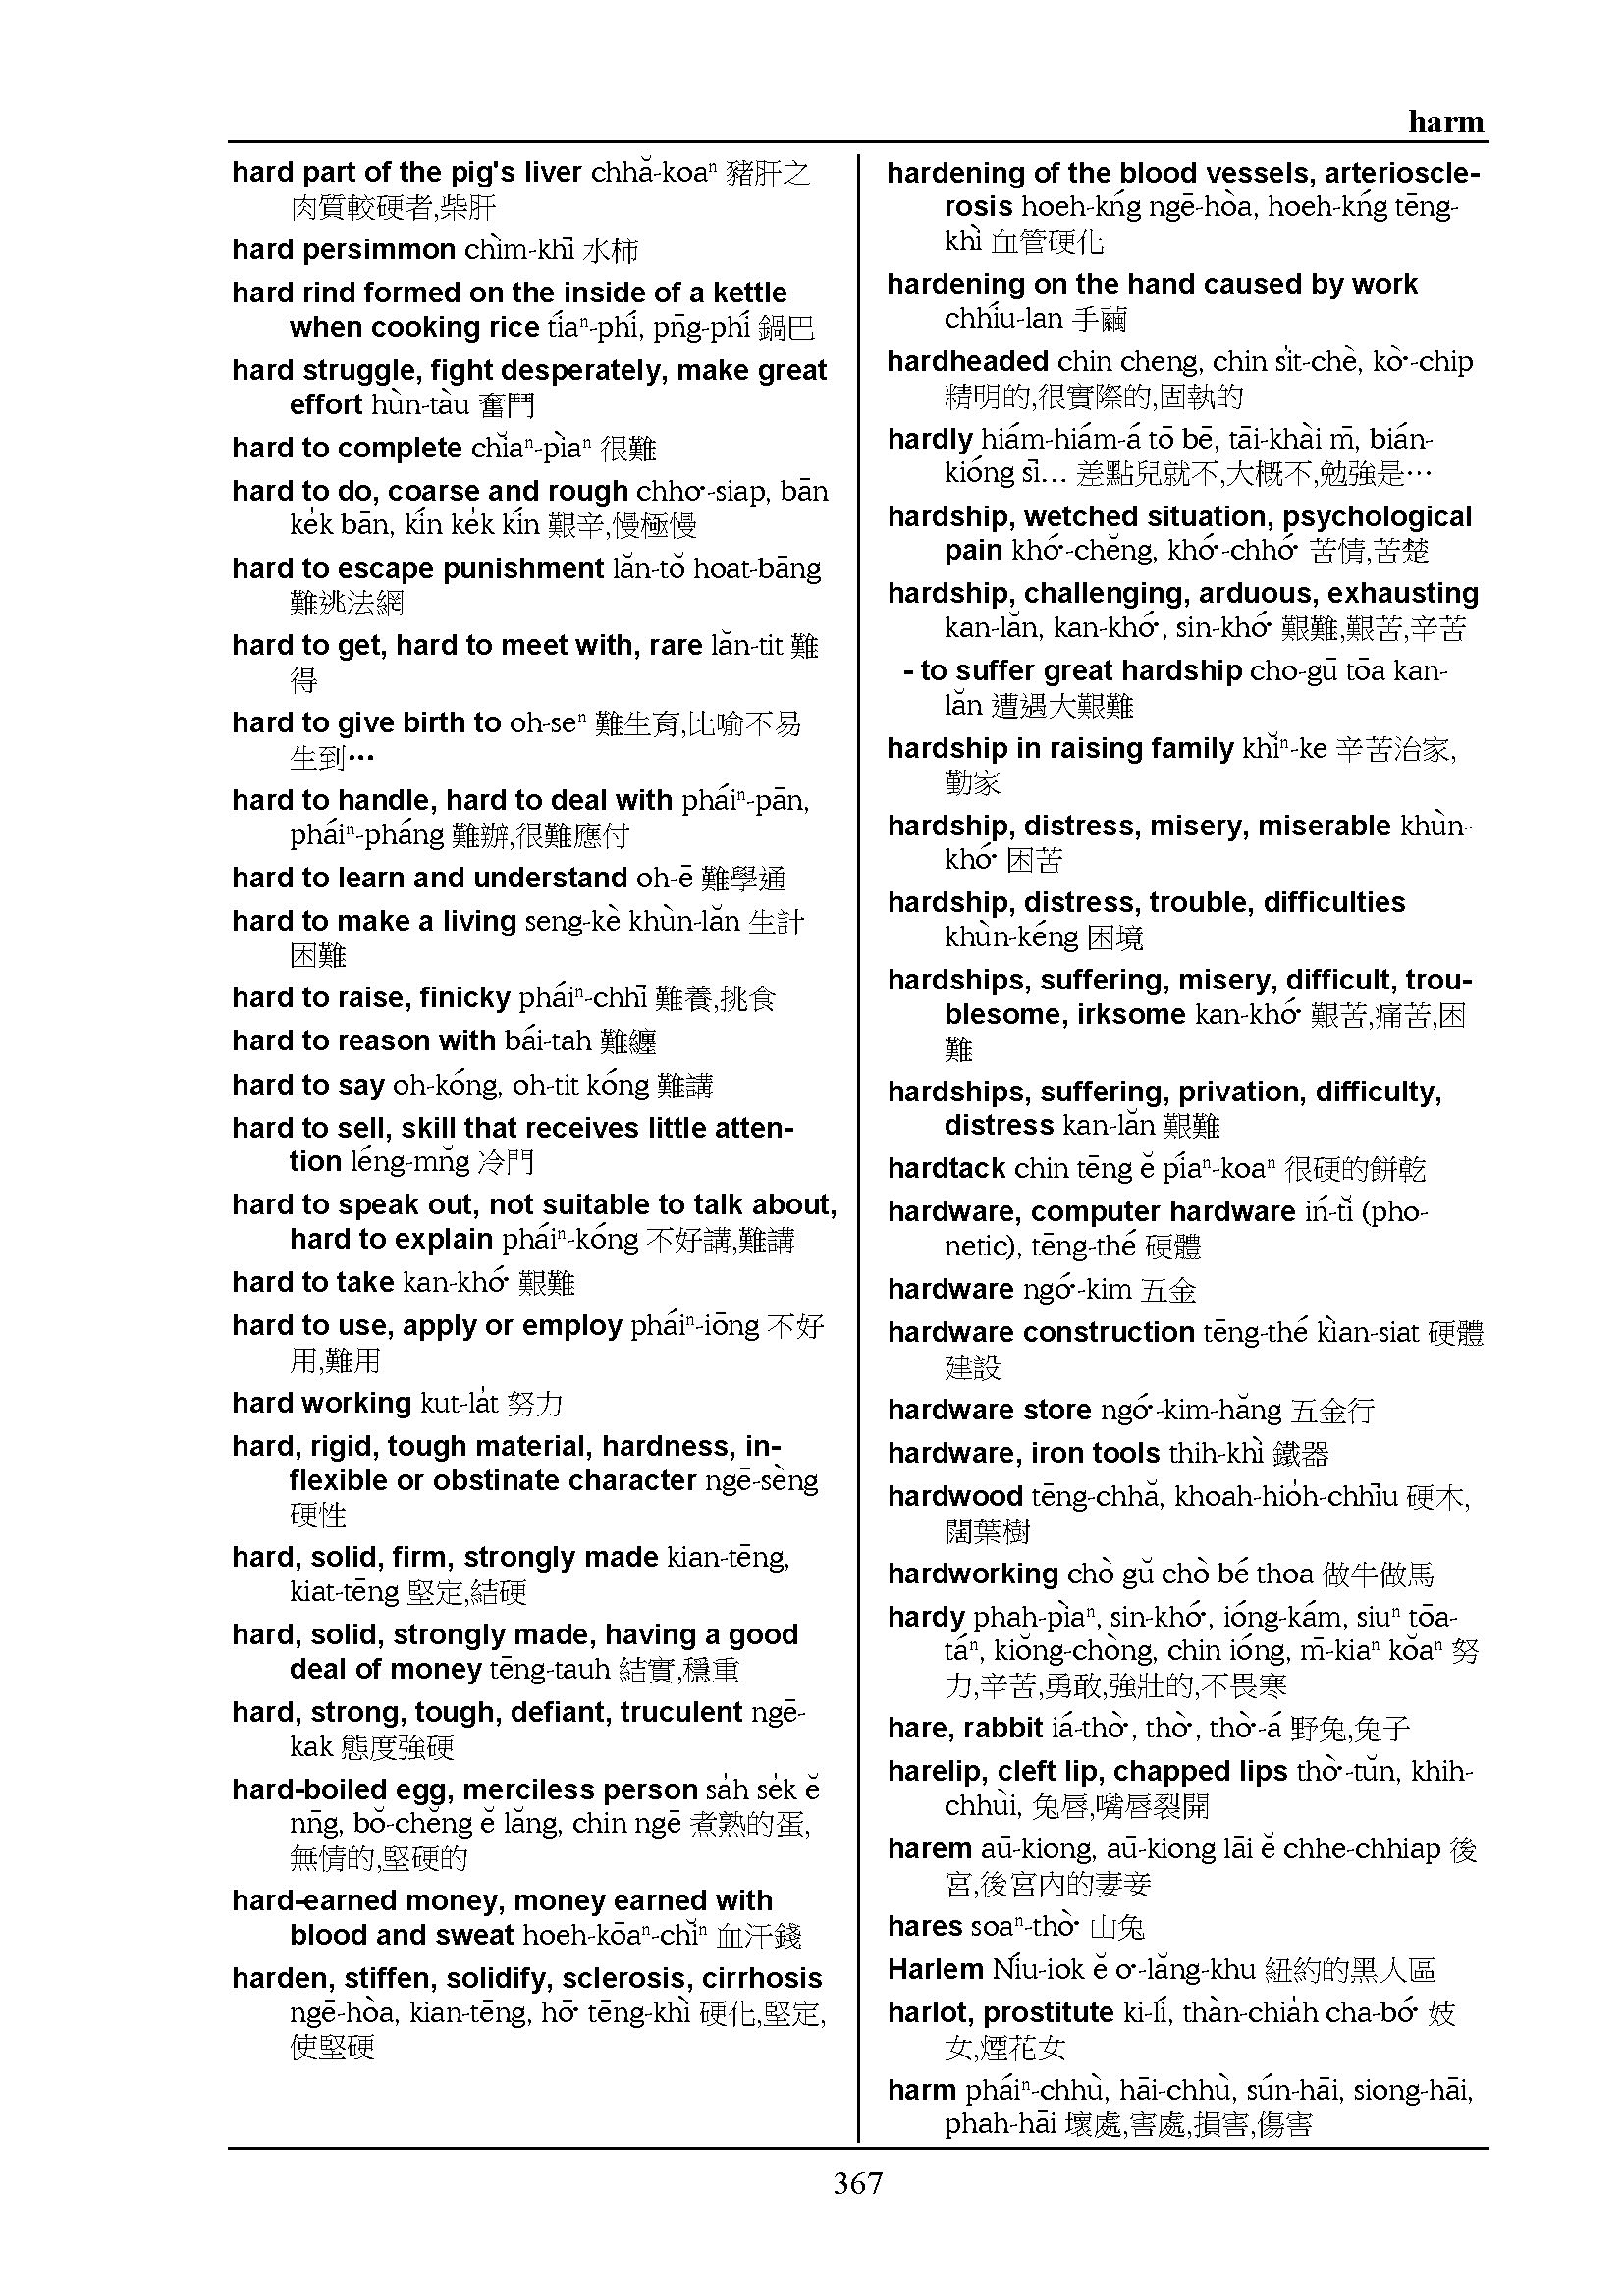 harm
hard part of the pig's liver chhă-koaⁿ 豬肝之
肉質較硬者,柴肝
hard persimmon chìm-khī 水柿
hard rind formed on the inside of a kettle
when cooking rice tíaⁿ-phí, pn̄g-phí 鍋巴
hard struggle, fight desperately, make great
effort hùn-tàu 奮鬥
hard to complete chĭaⁿ-pìaⁿ 很難
hard to do, coarse and rough chho͘-siap, bān
ke̍k bān, kín ke̍k kín 艱辛,慢極慢
hard to escape punishment lăn-tŏ hoat-bāng
難逃法網
hard to get, hard to meet with, rare lăn-tit 難
得
hard to give birth to oh-seⁿ 難生育,比喻不易
生到…
hard to handle, hard to deal with pháiⁿ-pān,
pháiⁿ-pháng 難辦,很難應付
hard to learn and understand oh-ē 難學通
hard to make a living seng-kè khùn-lăn 生計
困難
hard to raise, finicky pháiⁿ-chhī 難養,挑食
hard to reason with bái-tah 難纏
hard to say oh-kóng, oh-tit kóng 難講
hard to sell, skill that receives little atten-
tion léng-mn̆g 冷門
hard to speak out, not suitable to talk about,
hard to explain pháiⁿ-kóng 不好講,難講
hard to take kan-khó͘ 艱難
hard to use, apply or employ pháiⁿ-iōng 不好
用,難用
hard working kut-la̍t 努力
hard, rigid, tough material, hardness, in-
flexible or obstinate character ngē-sèng
硬性
hard, solid, firm, strongly made kian-tēng,
kiat-tēng 堅定,結硬
hard, solid, strongly made, having a good
deal of money tēng-tauh 結實,穩重
hard, strong, tough, defiant, truculent ngē-
kak 態度強硬
hard-boiled egg, merciless person sa̍h se̍k ĕ
nn̄g, bŏ-chĕng ĕ lăng, chin ngē 煮熟的蛋,
無情的,堅硬的
hard-earned money, money earned with
blood and sweat hoeh-kōaⁿ-chĭⁿ 血汗錢
harden, stiffen, solidify, sclerosis, cirrhosis
ngē-hòa, kian-tēng, hō͘ tēng-khì 硬化,堅定,
使堅硬
hardening of the blood vessels, arterioscle-
rosis hoeh-kńg ngē-hòa, hoeh-kńg tēng-
khì 血管硬化
hardening on the hand caused by work
chhíu-lan 手繭
hardheaded chin cheng, chin si̍t-chè, kò͘-chip
精明的,很實際的,固執的
hardly hiám-hiám-á tō bē, tāi-khài m̄, bián-
kióng sī... 差點兒就不,大概不,勉強是…
hardship, wetched situation, psychological
pain khó͘-chĕng, khó͘-chhó͘ 苦情,苦楚
hardship, challenging, arduous, exhausting
kan-lăn, kan-khó͘, sin-khó͘ 艱難,艱苦,辛苦
- to suffer great hardship cho-gū tōa kan-
lăn 遭遇大艱難
hardship in raising family khĭⁿ-ke 辛苦治家,
勤家
hardship, distress, misery, miserable khùn-
khó͘ 困苦
hardship, distress, trouble, difficulties
khùn-kéng 困境
hardships, suffering, misery, difficult, trou-
blesome, irksome kan-khó͘ 艱苦,痛苦,困
難
hardships, suffering, privation, difficulty,
distress kan-lăn 艱難
hardtack chin tēng ĕ píaⁿ-koaⁿ 很硬的餅乾
hardware, computer hardware ín-tĭ (pho-
netic), tēng-thé 硬體
hardware ngó͘-kim 五金
hardware construction tēng-thé kìan-siat 硬體
建設
hardware store ngó͘-kim-hăng 五金行
hardware, iron tools thih-khì 鐵器
hardwood tēng-chhă, khoah-hio̍h-chhīu 硬木,
闊葉樹
hardworking chò gŭ chò bé thoa 做牛做馬
hardy phah-pìaⁿ, sin-khó͘, ióng-kám, siuⁿ tōa-
táⁿ, kiŏng-chòng, chin ióng, m̄-kiaⁿ kŏaⁿ 努
力,辛苦,勇敢,強壯的,不畏寒
hare, rabbit iá-thò͘, thò͘, thò͘-á 野兔,兔子
harelip, cleft lip, chapped lips thò͘-tŭn, khih-
chhùi, 兔唇,嘴唇裂開
harem aū-kiong, aū-kiong lāi ĕ chhe-chhiap 後
宮,後宮內的妻妾
hares soaⁿ-thò͘ 山兔
Harlem Níu-iok ĕ o͘-lăng-khu 紐約的黑人區
harlot, prostitute ki-lí, thàn-chia̍h cha-bó͘ 妓
女,煙花女
harm pháiⁿ-chhù, hāi-chhù, sún-hāi, siong-hāi,
phah-hāi 壞處,害處,損害,傷害
367